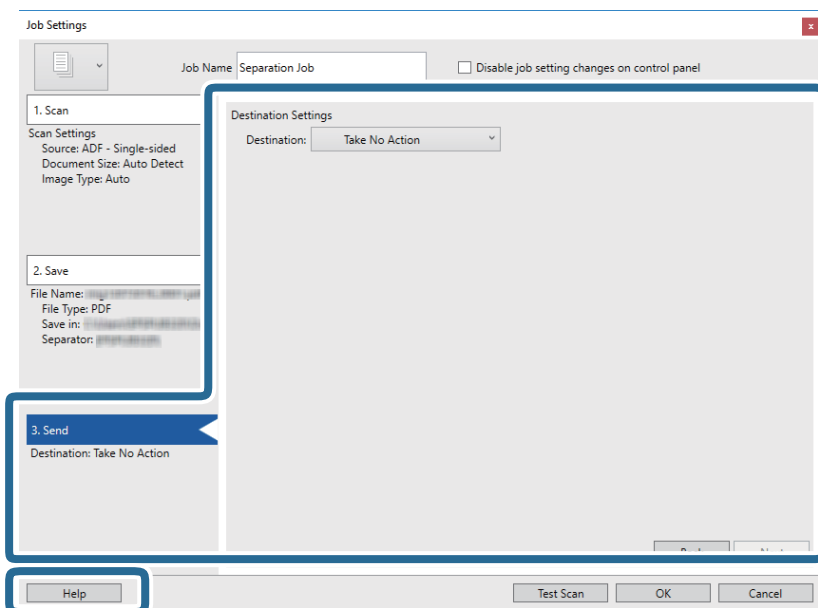 Job Settings
x
Job Name Separation Job
Disable job setting changes on control panel
1. Scan
Scan Settings
Source: ADF - Single-sided
Document Size: Auto Detect
Image Type: Auto
2. Save
File Name:
File Type: PDF
Save in:
Separator:
3. Send
Destination: Take No Action
Destination Settings
Destination: Take No Action
Help
Test Scan
OK
Cancel